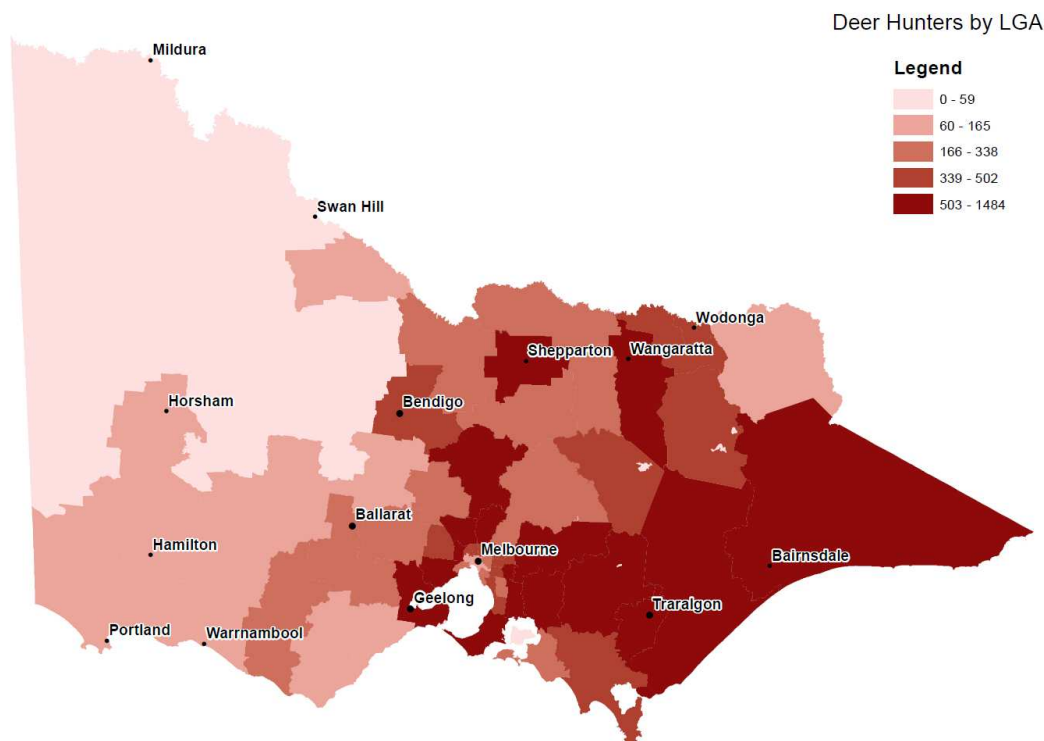 Deer Hunters by LGA
Legend
0 - 59
60 - 165
166 - 338
339 - 502
503 - 1484
Mildura
Swan Hill
Wodonga
Shepparton
Wangaratta
Horsham
Bendigo
Ballarat
Hamilton
Melbourne
Bairnsdale
Geelong
Traralgon
Portland
Warrnambool